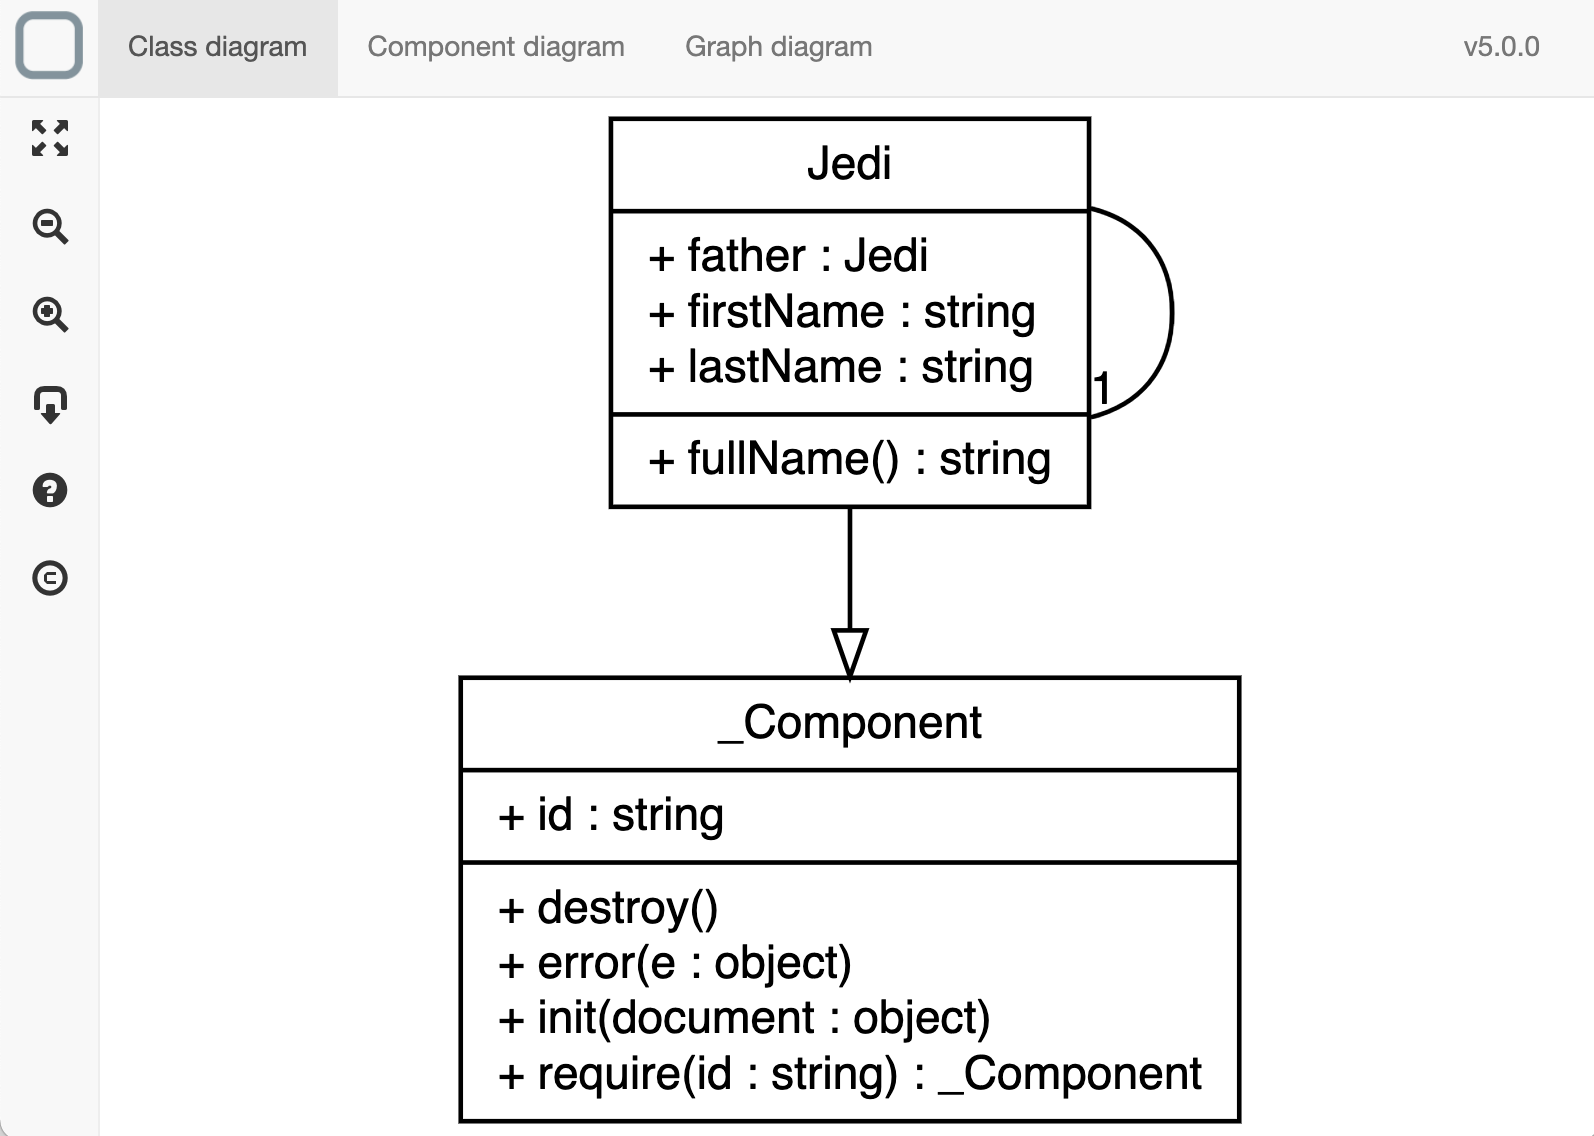 Class diagram
Component diagram
Graph diagram
v5.0.0
Jedi
+ father : Jedi
+ firstName : string
+ lastName : string
1
+ fullName() : string
_Component
+ id : string
+ destroy()
+ error(e : object)
+ init(document : object)
+ require(id : string) : _Component